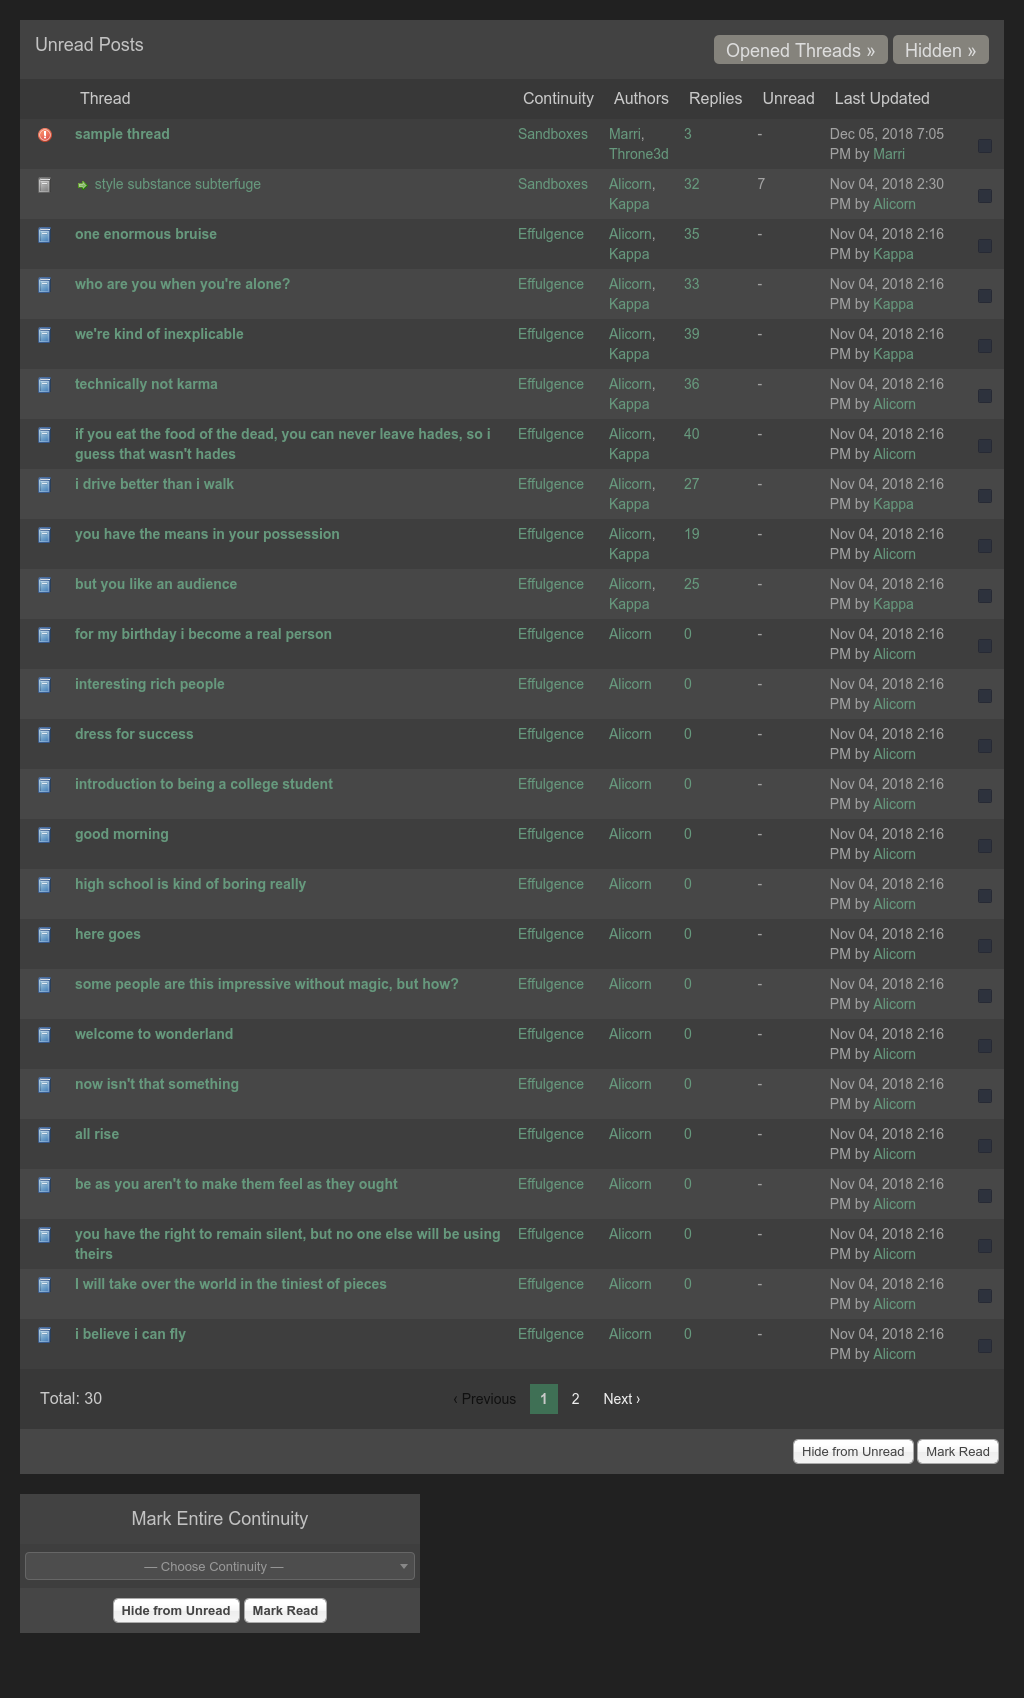 Unread Posts
Opened Threads » Hidden »
Thread Continuity Authors Replies Unread Last Updated
sample thread Sandboxes Marri, 3 - Dec 05, 2018 7:05
Throne3d PM by Marri
style substance subterfuge Sandboxes Alicorn, 32 7 Nov 04, 2018 2:30
Kappa PM by Alicorn
one enormous bruise Effulgence Alicorn, 35 - Nov 04, 2018 2:16
Kappa PM by Kappa
who are you when you're alone? Effulgence Alicorn, 33 - Nov 04, 2018 2:16
Kappa PM by Kappa
we're kind of inexplicable Effulgence Alicorn, 39 - Nov 04, 2018 2:16
Kappa PM by Kappa
technically not karma Effulgence Alicorn, 36 - Nov 04, 2018 2:16
Kappa PM by Alicorn
if you eat the food of the dead, you can never leave hades, so i Effulgence Alicorn, 40 - Nov 04, 2018 2:16
guess that wasn't hades Kappa PM by Alicorn
i drive better than i walk Effulgence Alicorn, 27 - Nov 04, 2018 2:16
Kappa PM by Kappa
you have the means in your possession Effulgence Alicorn, 19 - Nov 04, 2018 2:16
Kappa PM by Alicorn
but you like an audience Effulgence Alicorn, 25 - Nov 04, 2018 2:16
Kappa PM by Kappa
for my birthday i become a real person Effulgence Alicorn 0 - Nov 04, 2018 2:16
PM by Alicorn
interesting rich people Effulgence Alicorn 0 - Nov 04, 2018 2:16
PM by Alicorn
dress for success Effulgence Alicorn 0 - Nov 04, 2018 2:16
PM by Alicorn
introduction to being a college student Effulgence Alicorn 0 - Nov 04, 2018 2:16
PM by Alicorn
good morning Effulgence Alicorn 0 - Nov 04, 2018 2:16
PM by Alicorn
high school is kind of boring really Effulgence Alicorn 0 - Nov 04, 2018 2:16
PM by Alicorn
here goes Effulgence Alicorn 0 - Nov 04, 2018 2:16
PM by Alicorn
some people are this impressive without magic, but how? Effulgence Alicorn 0 - Nov 04, 2018 2:16
PM by Alicorn
welcome to wonderland Effulgence Alicorn 0 - Nov 04, 2018 2:16
PM by Alicorn
now isn't that something Effulgence Alicorn 0 - Nov 04, 2018 2:16
PM by Alicorn
all rise Effulgence Alicorn 0 - Nov 04, 2018 2:16
PM by Alicorn
be as you aren't to make them feel as they ought Effulgence Alicorn 0 - Nov 04, 2018 2:16
PM by Alicorn
you have the right to remain silent, but no one else will be using Effulgence Alicorn 0 - Nov 04, 2018 2:16
theirs PM by Alicorn
I will take over the world in the tiniest of pieces Effulgence Alicorn 0 - Nov 04, 2018 2:16
PM by Alicorn
i believe i can fly Effulgence Alicorn 0 - Nov 04, 2018 2:16
PM by Alicorn
Total: 30 ‹ Previous 1 2 Next ›
Hide from Unread Mark Read
Mark Entire Continuity
— Choose Continuity —
Hide from Unread Mark Read